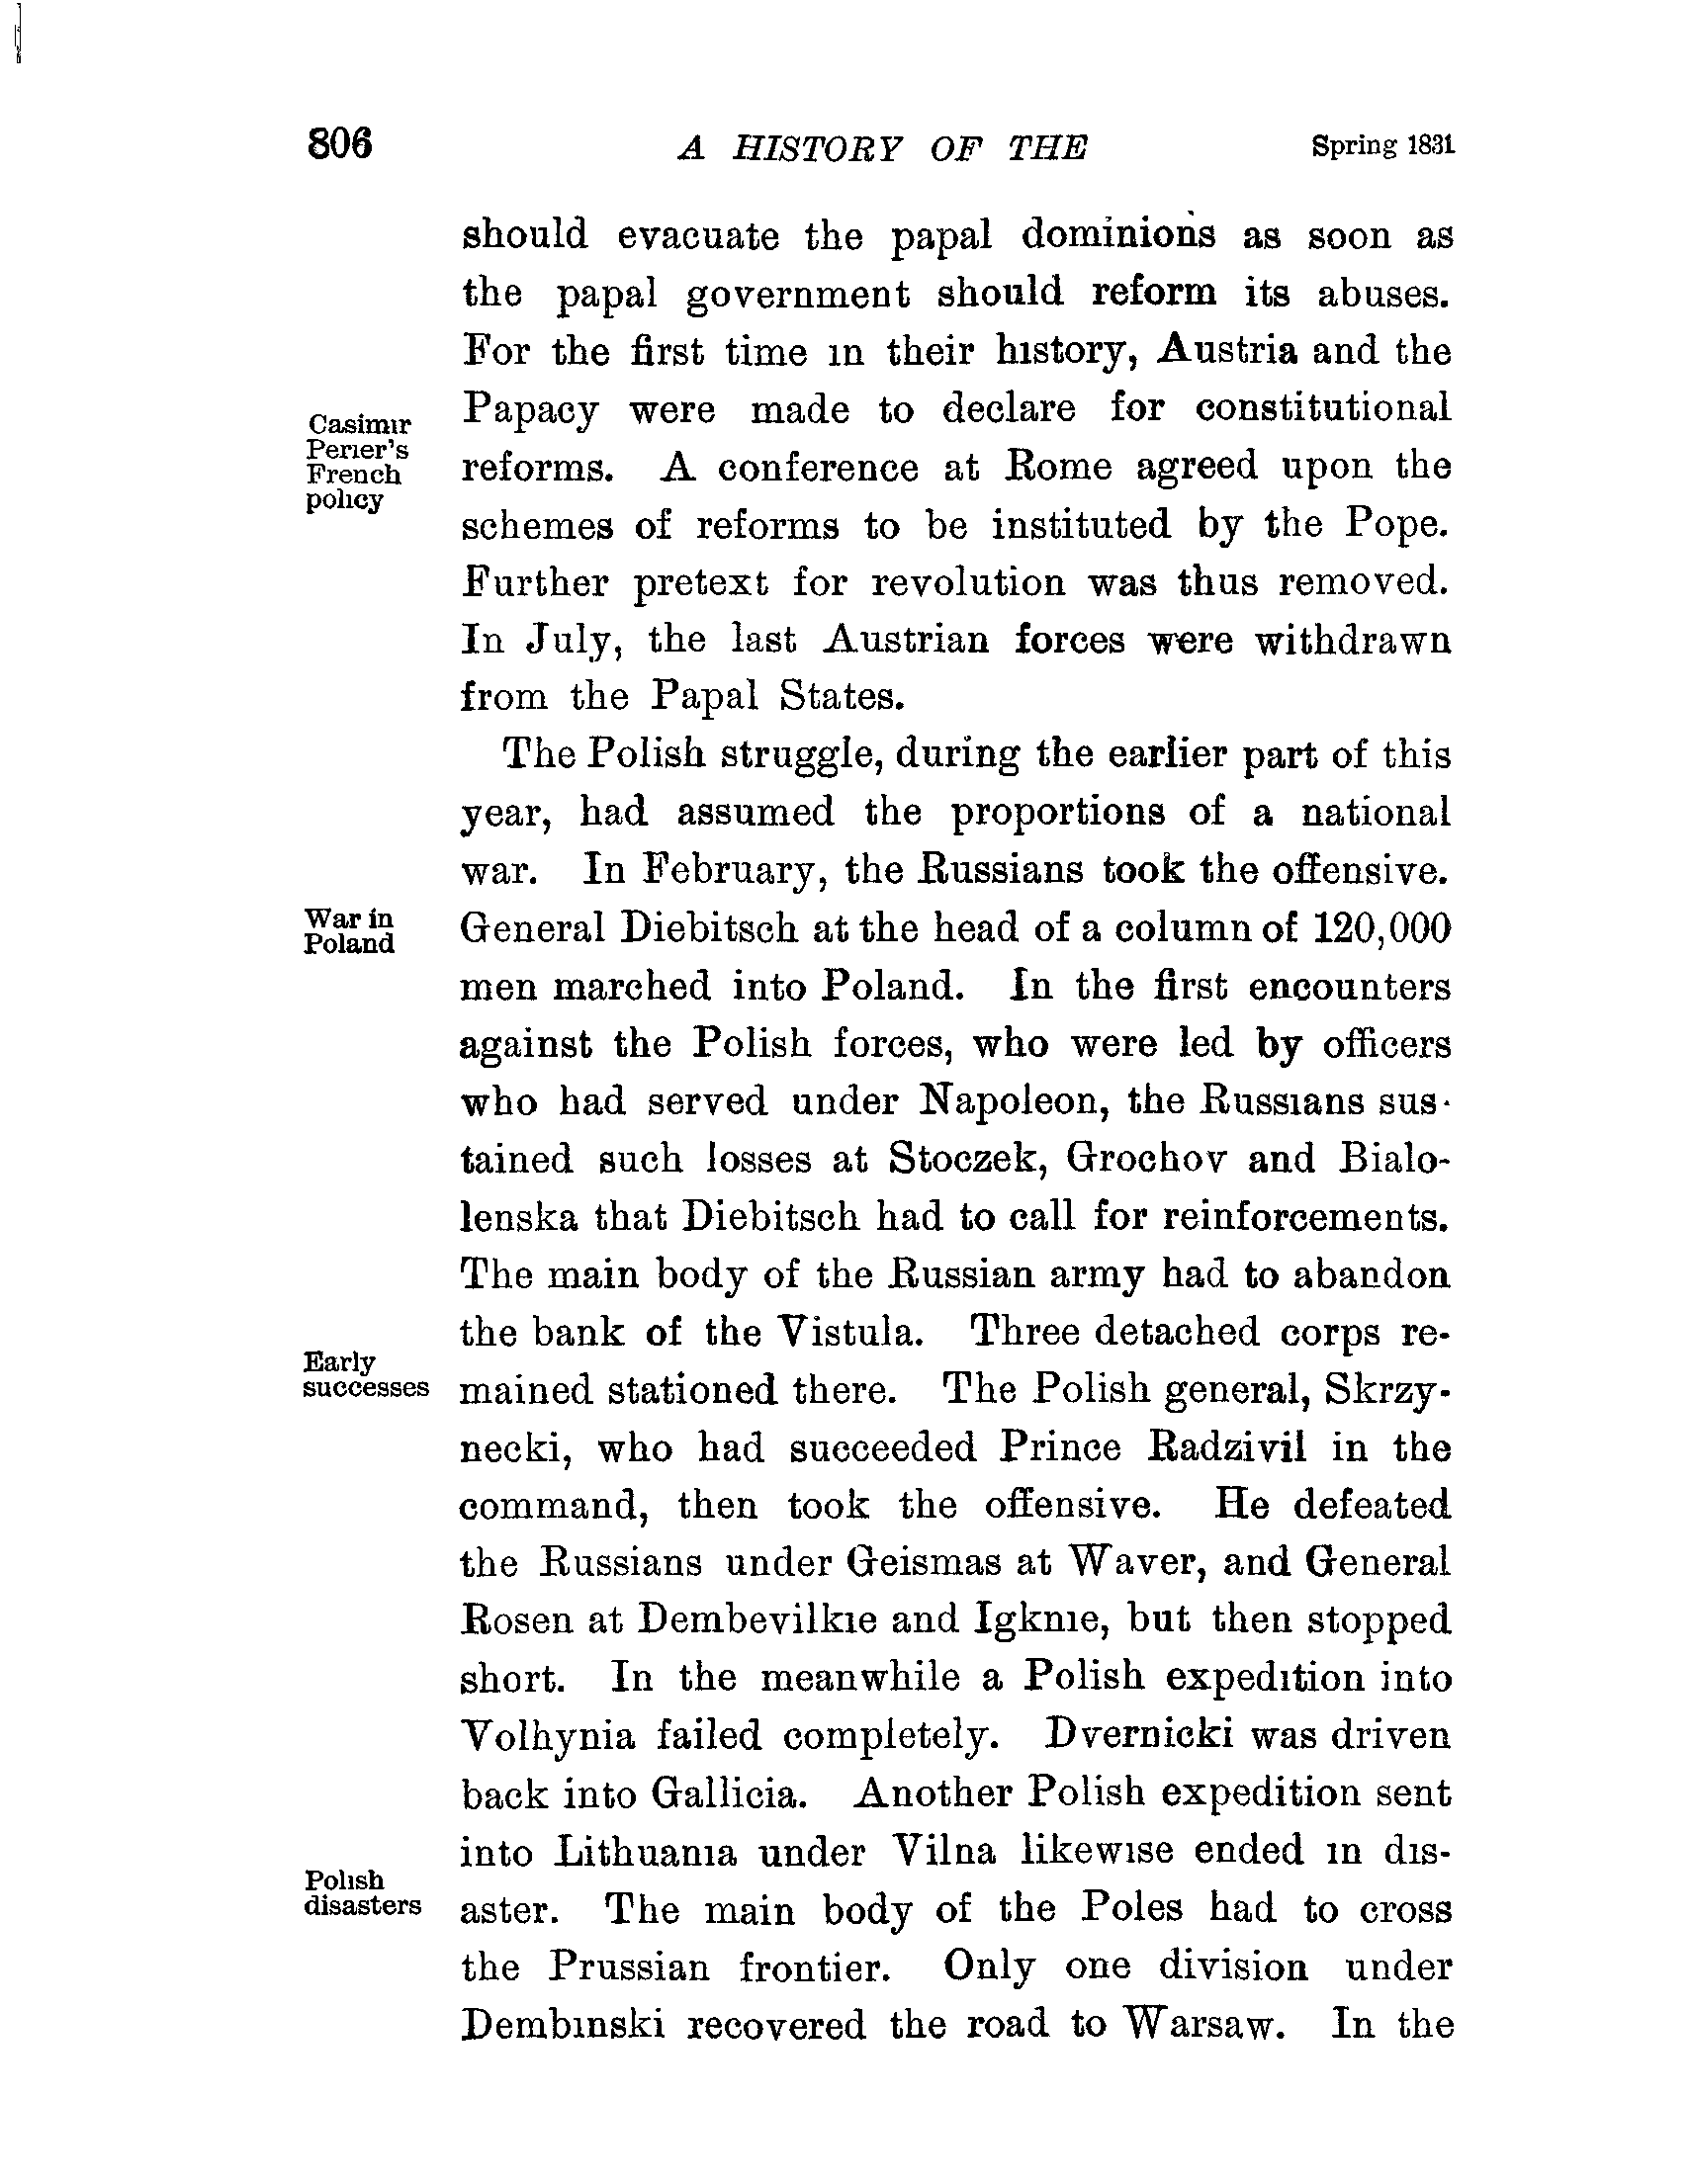 806
A HISTORY OF THE
Spring 1831
should evacuate the papal dominions as soon as
the papal government should reform its abuses.
For the first time in their history, Austria and the
Papacy were made to declare for constitutional
Casimir
Perier's
French
policy
reforms. A conference at Rome agreed upon the
schemes of reforms to be instituted by the Pope.
Further pretext for revolution was thus removed.
In July, the last Austrian forces were withdrawn
from the Papal States.
The Polish struggle, during the earlier part of this
year, had assumed the proportions of a national
war. In February, the Russians took the offensive.
War in
Poland
General Diebitsch at the head of a column of 120,000
men marched into Poland. In the first encounters
against the Polish forces, who were led by officers
who had served under Napoleon, the Russians sus-
tained such losses at Stoczek, Grochov and Bialo-
lenska that Diebitsch had to call for reinforcements.
The main body of the Russian army had to abandon
the bank of the Vistula. Three detached corps re-
Early
successes
mained stationed there. The Polish general, Skrzy-
necki, who had succeeded Prince Radzivil in the
command, then took the offensive. He defeated
the Russians under Geismas at Waver, and General
Rosen at Dembevilkie and Igknie, but then stopped
short. In the meanwhile a Polish expedition into
Volhynia failed completely. Dvernicki was driven
back into Gallicia. Another Polish expedition sent
into Lithuania under Vilna likewise ended in dis-
Polish
disasters
aster. The main body of the Poles had to cross
the Prussian frontier. Only one division under
Dembinski recovered the road to Warsaw. In the